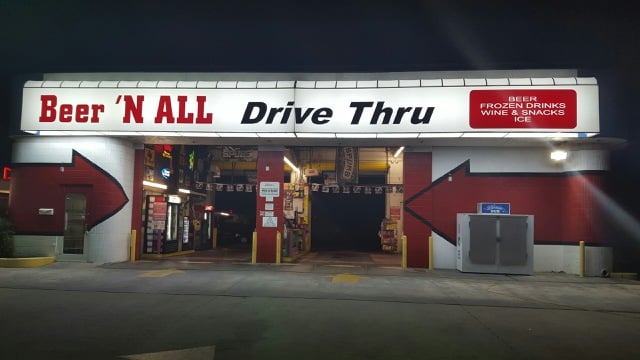 Beer 'N ALL Drive Thru
BEER
FROZEN DRINKS
WINE & SNACKS
ICE